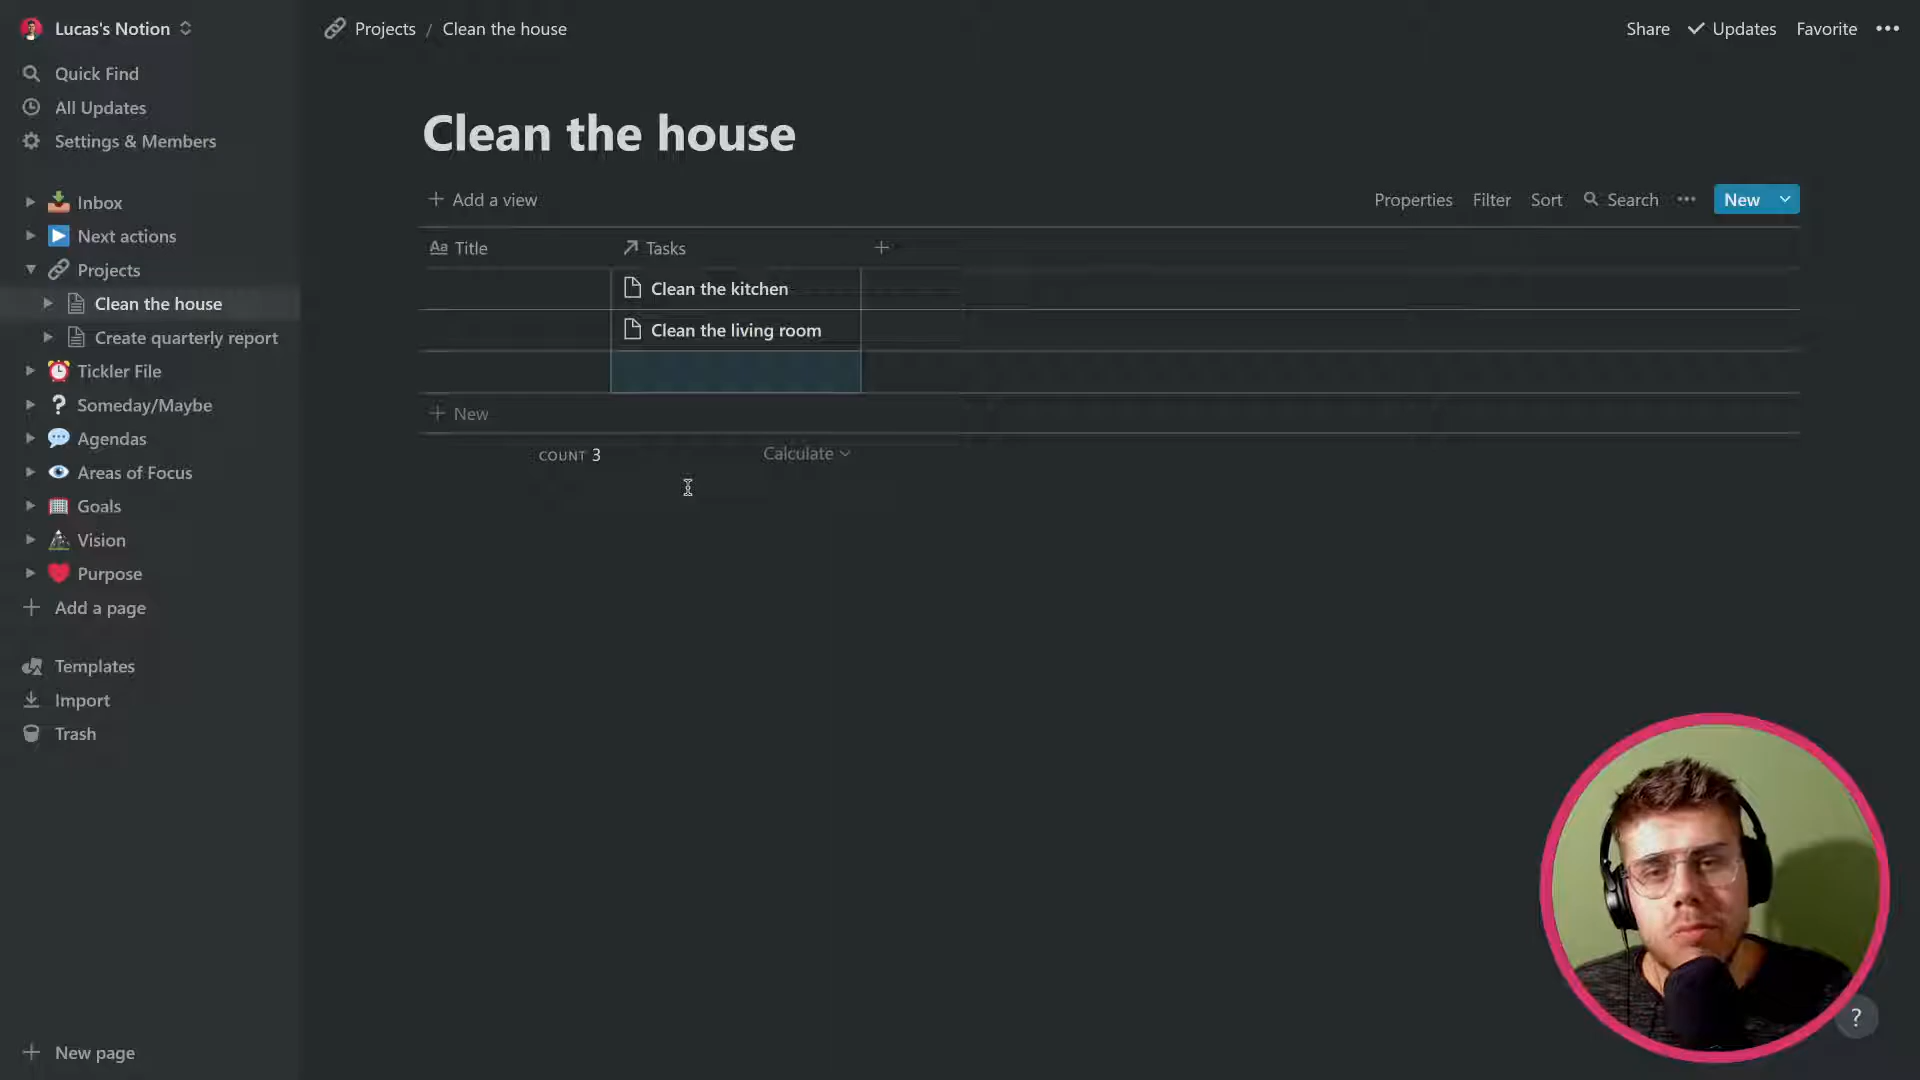 Lucas's Notion
Quick Find
All Updates
Settings & Members
Inbox
Next actions
Projects
Clean the house
Create quarterly report
Tickler File
Someday/Maybe
Agendas
Areas of Focus
Goals
Vision
Purpose
Add a page
Templates
Import
Trash
New page
Projects / Clean the house
Share Updates Favorite
Clean the house
Add a view
Properties Filter Sort Search New
Aa Title Tasks
Clean the kitchen
Clean the living room
New
COUNT 3 Calculate
?